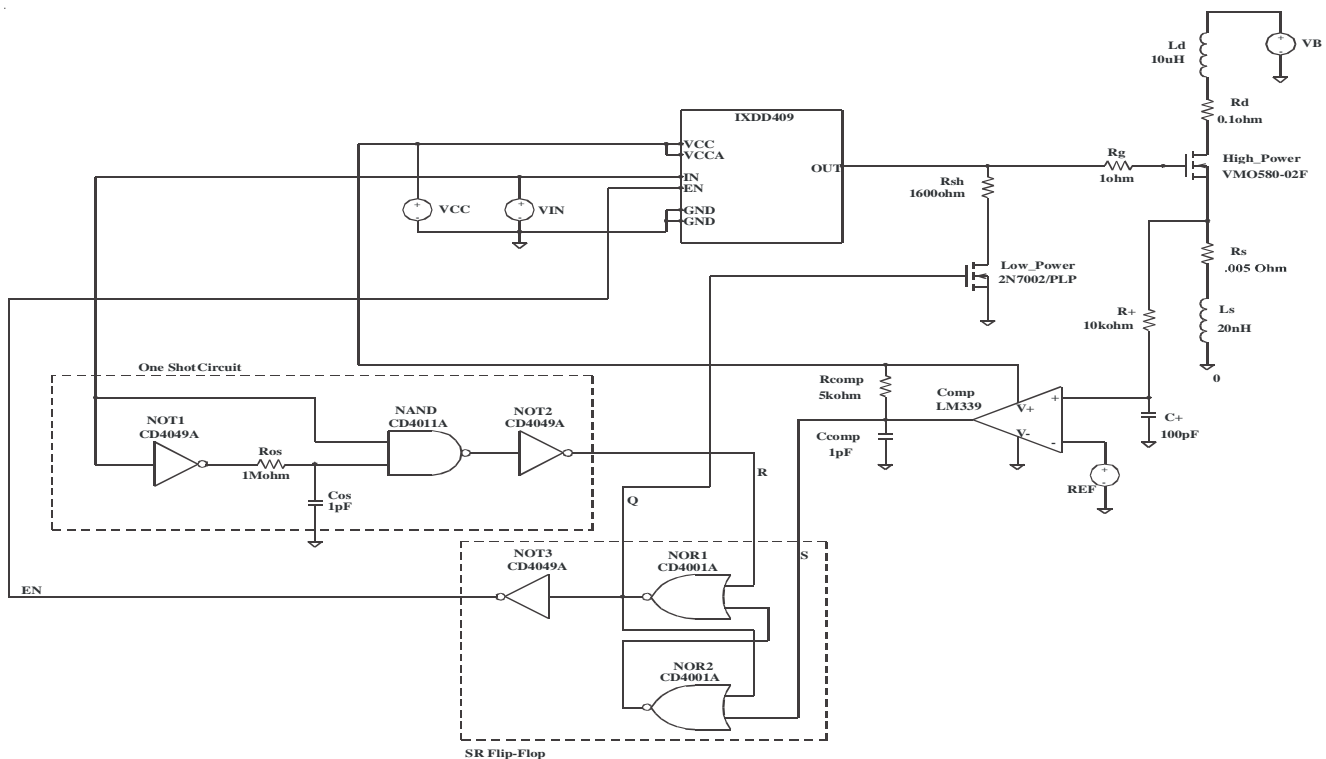 Ld
10uH
+
-
VB
Rd
0.1ohm
IXDD409
VCC
VCCA
IN
EN
GND
GND
OUT
Rg
1ohm
High_Power
VMO580-02F
Rsh
1600ohm
+
-
VCC
+
-
VIN
Rs
.005 Ohm
Low_Power
2N7002/PLP
R+
10kohm
Ls
20nH
0
One ShotCircuit
Rcomp
5kohm
Comp
LM339
V+
V-
+
-
C+
100pF
Ccomp
1pF
+
-
REF
NOT1
CD4049A
NAND
CD4011A
NOT2
CD4049A
Ros
1Mohm
Cos
1pF
R
Q
S
NOT3
CD4049A
NOR1
CD4001A
EN
NOR2
CD4001A
SR Flip-Flop